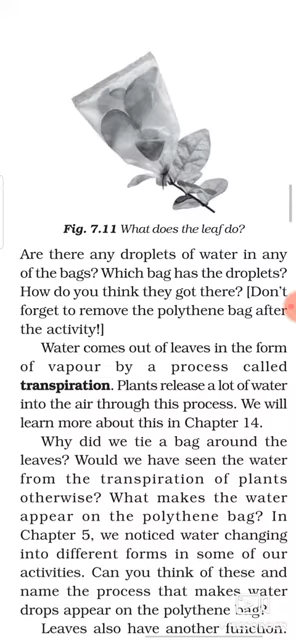 Fig. 7.11 What does the leaf do?
Are there any droplets of water in any
of the bags? Which bag has the droplets?
How do you think they got there? [Don't
forget to remove the polythene bag after
the activity!]
Water comes out of leaves in the form
of vapour by a process called
transpiration. Plants release a lot of water
into the air through this process. We will
learn more about this in Chapter 14.
Why did we tie a bag around the
leaves? Would we have seen the water
from the transpiration of plants
otherwise? What makes the water
appear on the polythene bag? In
Chapter 5, we noticed water changing
into different forms in some of our
activities. Can you think of these and
name the process that makes water
drops appear on the polythene bag?
Leaves also have another function.